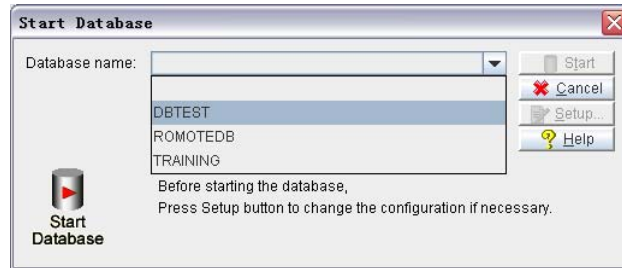 Start Database
Database name:
Start
Cancel
Setup...
Help
DBTEST
ROMOTEDB
TRAINING
Before starting the database,
Press Setup button to change the configuration if necessary.
Start
Database